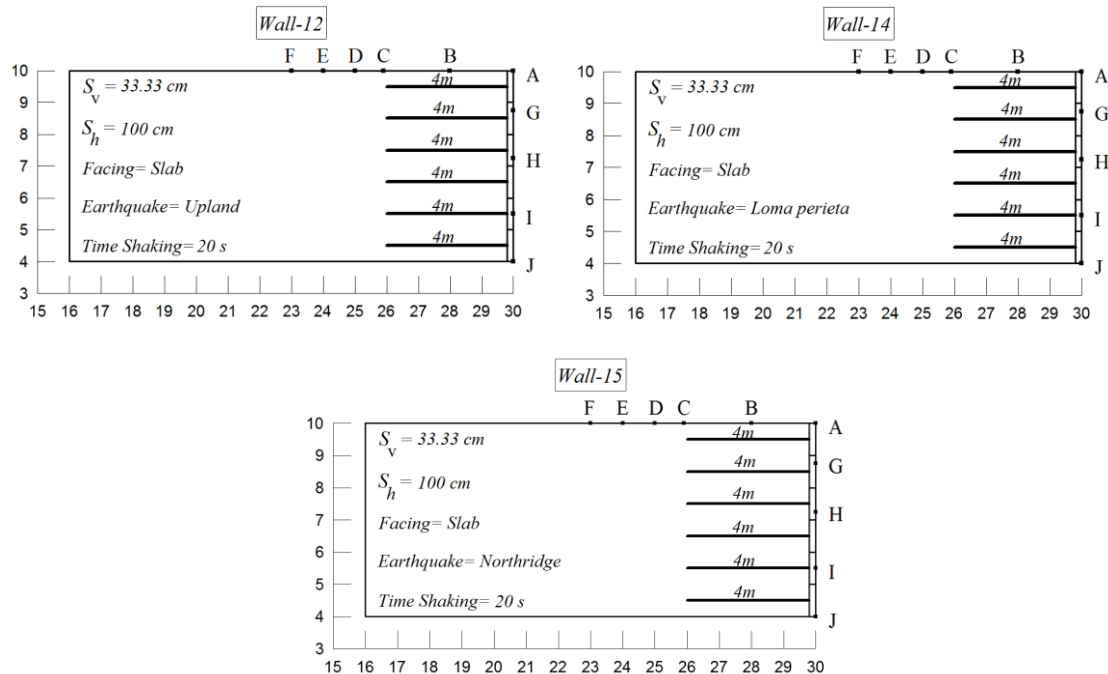 Wall-12
F E D C B A
10
4m
S_v = 33.33 cm
9
G
4m
S_h = 100 cm
8
4m
H
7
Facing= Slab
4m
6
Earthquake= Upland
4m
I
5
Time Shaking= 20 s
4m
4
J
3
15 16 17 18 19 20 21 22 23 24 25 26 27 28 29 30
Wall-14
F E D C B A
10
4m
S_v = 33.33 cm
9
G
4m
S_h = 100 cm
8
4m
H
7
Facing= Slab
4m
6
Earthquake= Loma perieta
4m
I
5
Time Shaking= 20 s
4m
4
J
3
15 16 17 18 19 20 21 22 23 24 25 26 27 28 29 30
Wall-15
F E D C B A
10
4m
S_v = 33.33 cm
9
G
4m
S_h = 100 cm
8
4m
H
7
Facing= Slab
4m
6
Earthquake= Northridge
4m
I
5
Time Shaking= 20 s
4m
4
J
3
15 16 17 18 19 20 21 22 23 24 25 26 27 28 29 30